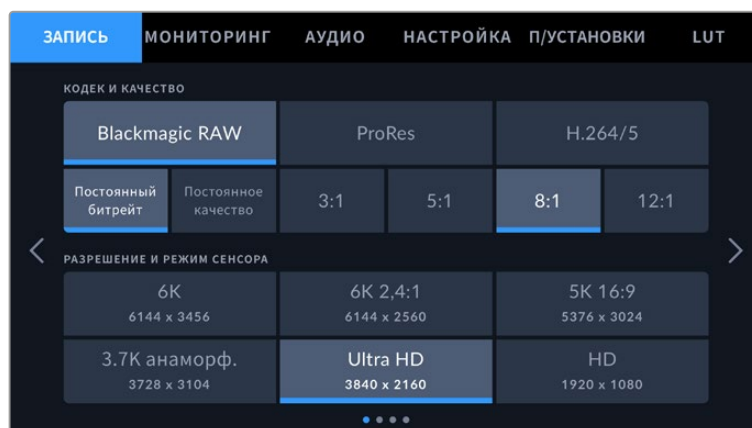 ЗАПИСЬ МОНИТОРИНГ АУДИО НАСТРОЙКА П/УСТАНОВКИ LUT
КОДЕК И КАЧЕСТВО
Blackmagic RAW ProRes H.264/5
Постоянный битрейт Постоянное качество 3:1 5:1 8:1 12:1
РАЗРЕШЕНИЕ И РЕЖИМ СЕНСОРА
6K 6K 2,4:1 5K 16:9
6144 x 3456 6144 x 2560 5376 x 3024
3.7K анаморф. Ultra HD HD
3728 x 3104 3840 x 2160 1920 x 1080